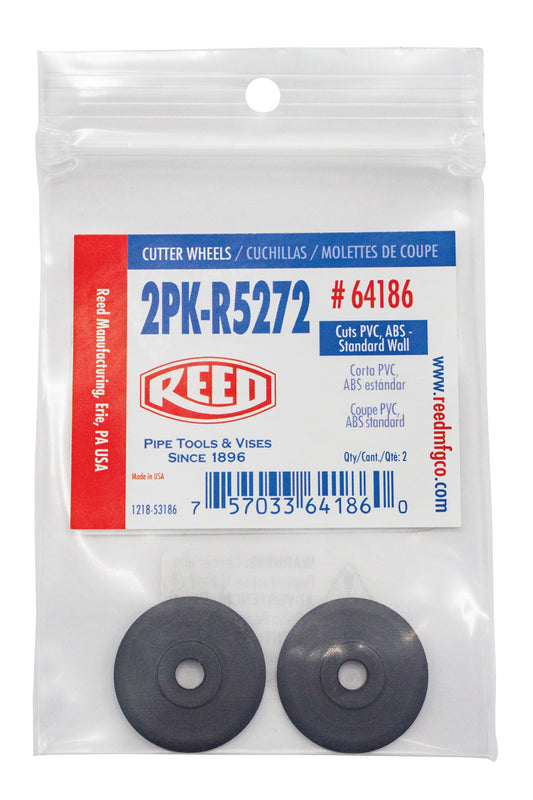 CUTTER WHEELS / CUCHILLAS / MOLETTES DE COUPE
2PK-R5272
# 64186
Cuts PVC, ABS -
Standard Wall
Corta PVC,
ABS estándar
Coupe PVC,
ABS standard
REED
PIPE TOOLS & VISES
SINCE 1896
Qty/Cant./Qté: 2
Made in USA
1218-53186
7 57033 64186 0
Reed Manufacturing, Erie, PA USA
www.reedmfgco.com